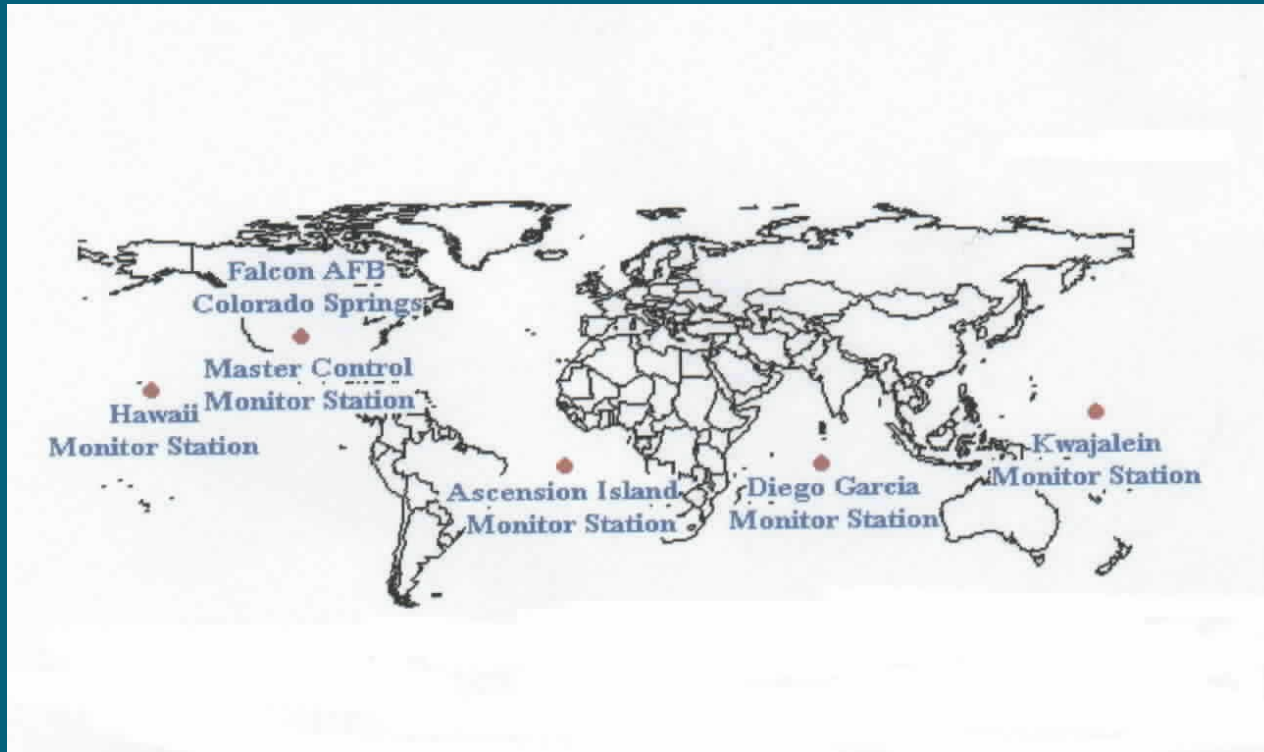 Falcon AFB
Colorado Springs
Master Control
Monitor Station
Hawaii
Monitor Station
Ascension Island
Monitor Station
Diego Garcia
Monitor Station
Kwajalein
Monitor Station